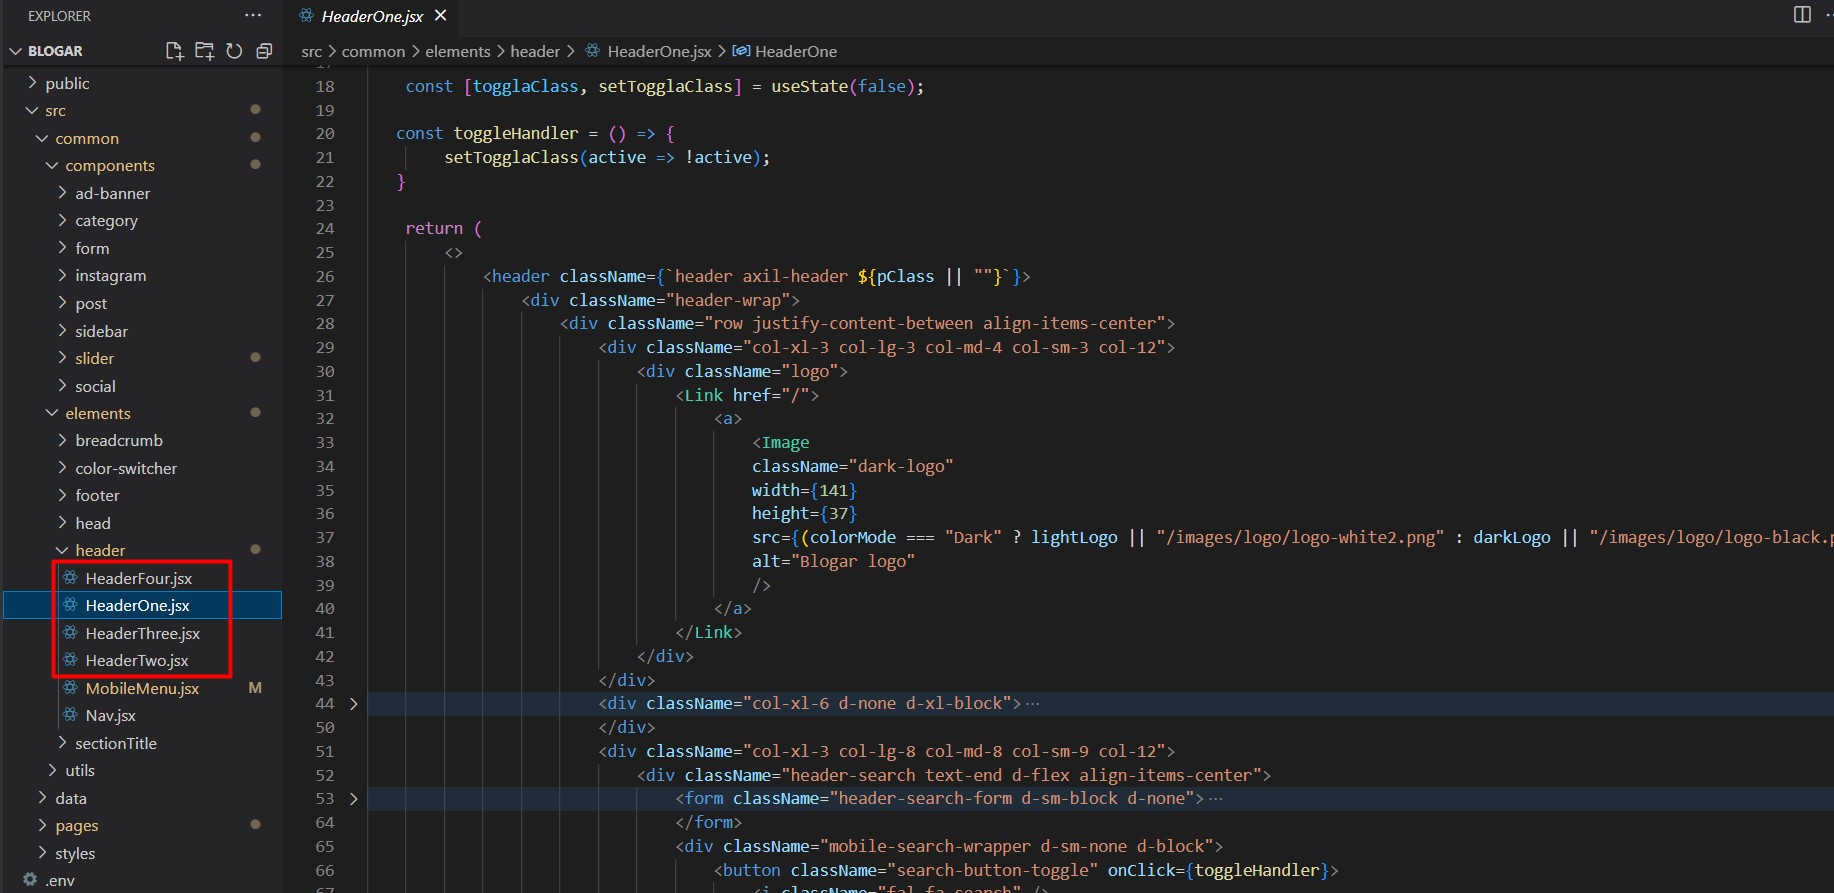 EXPLORER
BLOGAR
public
src
common
components
ad-banner
category
form
instagram
post
sidebar
slider
social
elements
breadcrumb
color-switcher
footer
head
header
HeaderFour.jsx
HeaderOne.jsx
HeaderThree.jsx
HeaderTwo.jsx
MobileMenu.jsx M
Nav.jsx
sectionTitle
utils
data
pages
styles
.env
HeaderOne.jsx
src > common > elements > header > HeaderOne.jsx > HeaderOne
17
18 const [togglaClass, setTogglaClass] = useState(false);
19
20 const toggleHandler = () => {
21 setTogglaClass(active => !active);
22 }
23
24 return (
25 <>
26 <header className={`header axil-header ${pClass || ""}`}>
27 <div className="header-wrap">
28 <div className="row justify-content-between align-items-center">
29 <div className="col-xl-3 col-lg-3 col-md-4 col-sm-3 col-12">
30 <div className="logo">
31 <Link href="/">
32 <a>
33 <Image
34 className="dark-logo"
35 width={141}
36 height={37}
37 src={(colorMode === "Dark" ? lightLogo || "/images/logo/logo-white2.png" : darkLogo || "/images/logo/logo-black.p
38 alt="Blogar logo"
39 />
40 </a>
41 </Link>
42 </div>
43 </div>
44 <div className="col-xl-6 d-none d-xl-block">···
50 </div>
51 <div className="col-xl-3 col-lg-8 col-md-8 col-sm-9 col-12">
52 <div className="header-search text-end d-flex align-items-center">
53 <form className="header-search-form d-sm-block d-none">···
64 </form>
65 <div className="mobile-search-wrapper d-sm-none d-block">
66 <button className="search-button-toggle" onClick={toggleHandler}>
67 <i className="fal fa-search" />